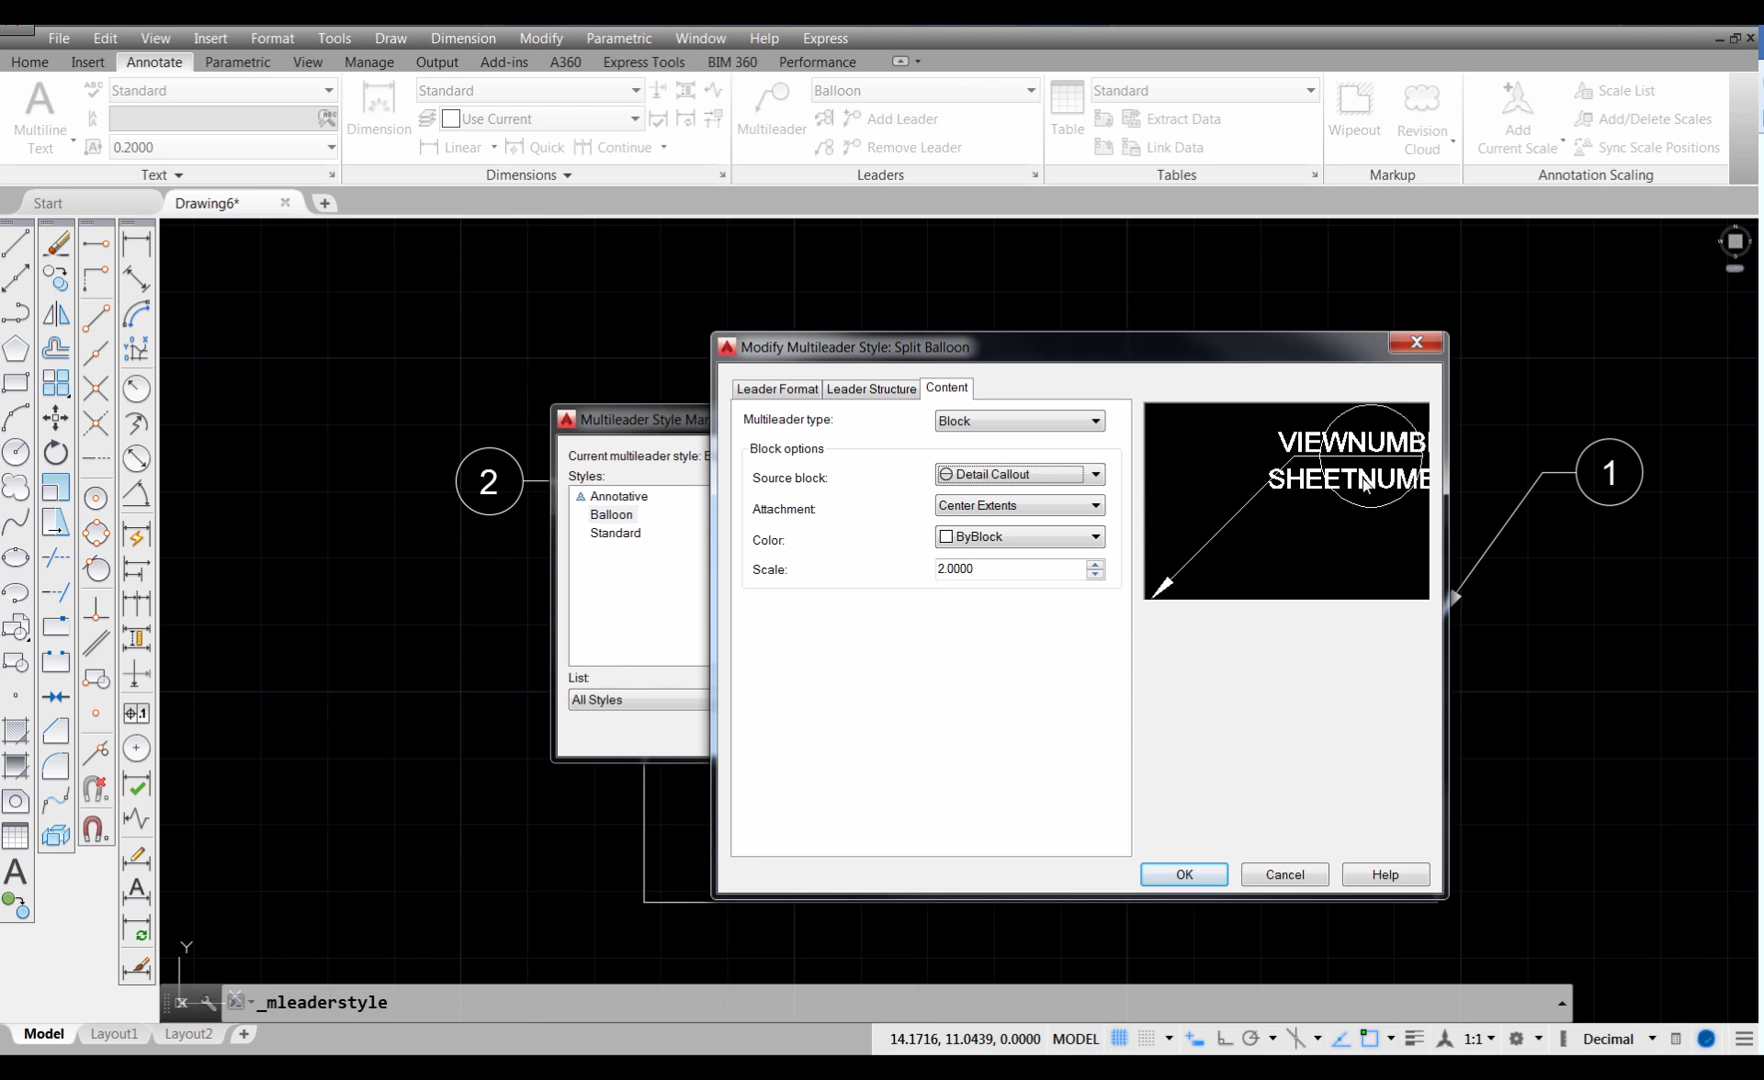 File Edit View Insert Format Tools Draw Dimension Modify Parametric Window Help Express
Home Insert Annotate Parametric View Manage Output Add-ins A360 Express Tools BIM 360 Performance
Standard Standard Balloon Standard Scale List
Use Current Add Leader Extract Data Add/Delete Scales
Multiline Text Dimension Multileader Table Wipeout Revision Cloud Add Current Scale
0.2000 Linear Quick Continue Remove Leader Link Data Sync Scale Positions
Text Dimensions Leaders Tables Markup Annotation Scaling
Start Drawing6*
Modify Multileader Style: Split Balloon
Leader Format Leader Structure Content
Multileader type: Block
Block options
Source block: Detail Callout
Attachment: Center Extents
Color: ByBlock
Scale: 2.0000
VIEWNUMB
SHEETNUME
OK Cancel Help
Multileader Style Mar
Current multileader style: B
Styles:
Annotative
Balloon
Standard
List:
All Styles
2
1
A
A
Y
X
_mleaderstyle
Model Layout1 Layout2
14.1716, 11.0439, 0.0000 MODEL 1:1 Decimal